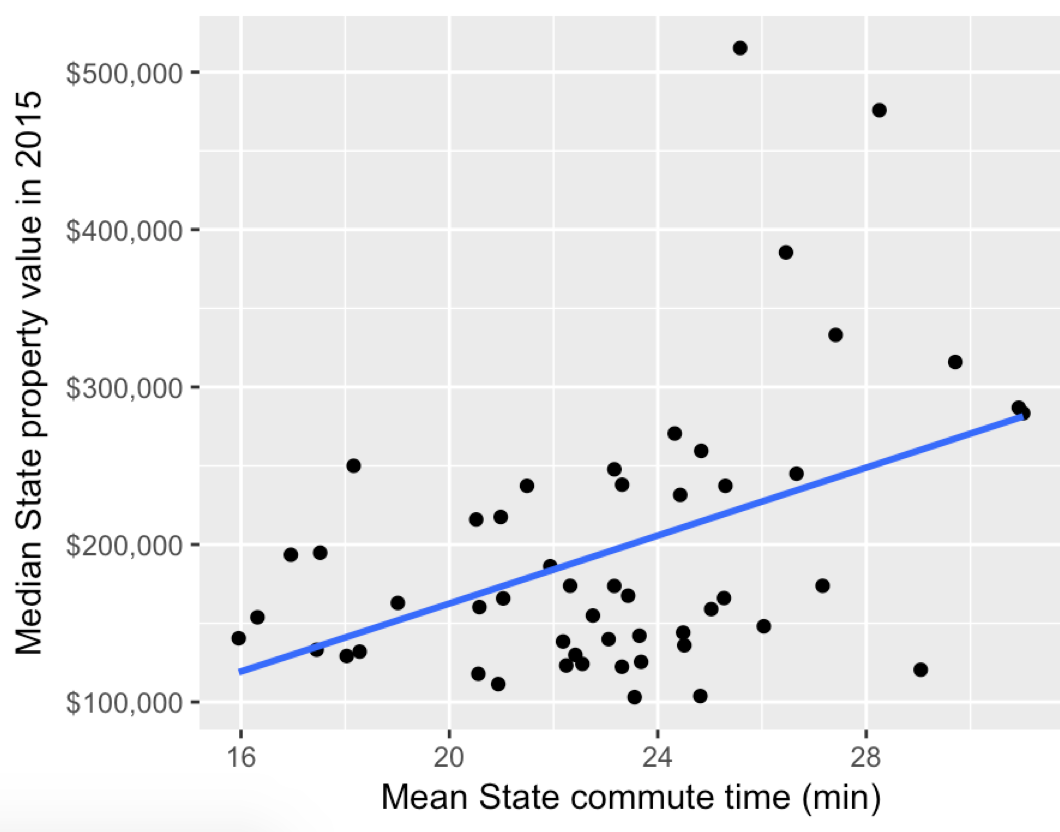 Median State property value in 2015
$500,000
$400,000
$300,000
$200,000
$100,000
16 20 24 28
Mean State commute time (min)